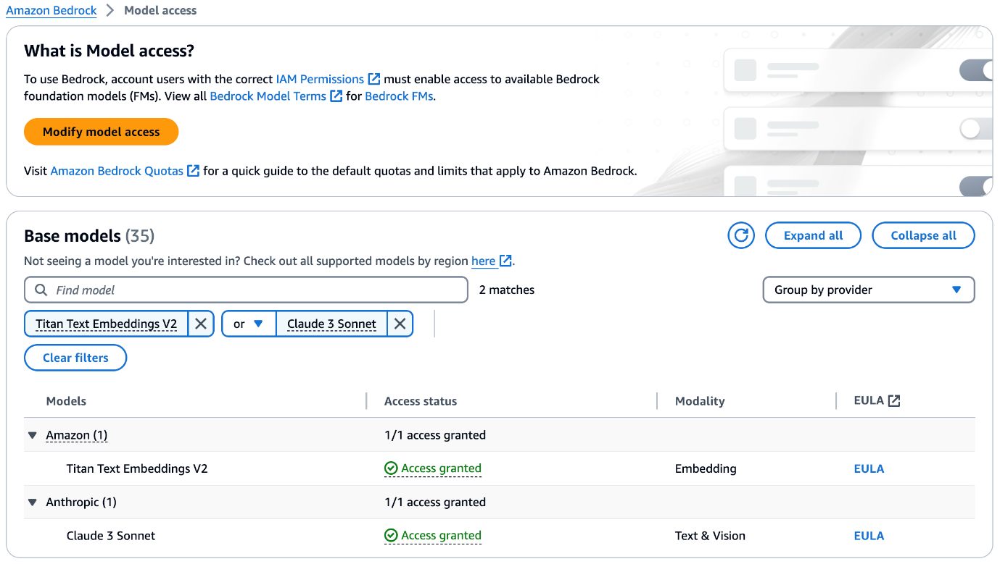 Amazon Bedrock > Model access
What is Model access?
To use Bedrock, account users with the correct IAM Permissions must enable access to available Bedrock
foundation models (FMs). View all Bedrock Model Terms for Bedrock FMs.
Modify model access
Visit Amazon Bedrock Quotas for a quick guide to the default quotas and limits that apply to Amazon Bedrock.
Base models (35)
Expand all
Collapse all
Not seeing a model you're interested in? Check out all supported models by region here.
Find model
2 matches
Group by provider
Titan Text Embeddings V2
or
Claude 3 Sonnet
Clear filters
Models Access status Modality EULA
Amazon (1) 1/1 access granted
Titan Text Embeddings V2 Access granted Embedding EULA
Anthropic (1) 1/1 access granted
Claude 3 Sonnet Access granted Text & Vision EULA